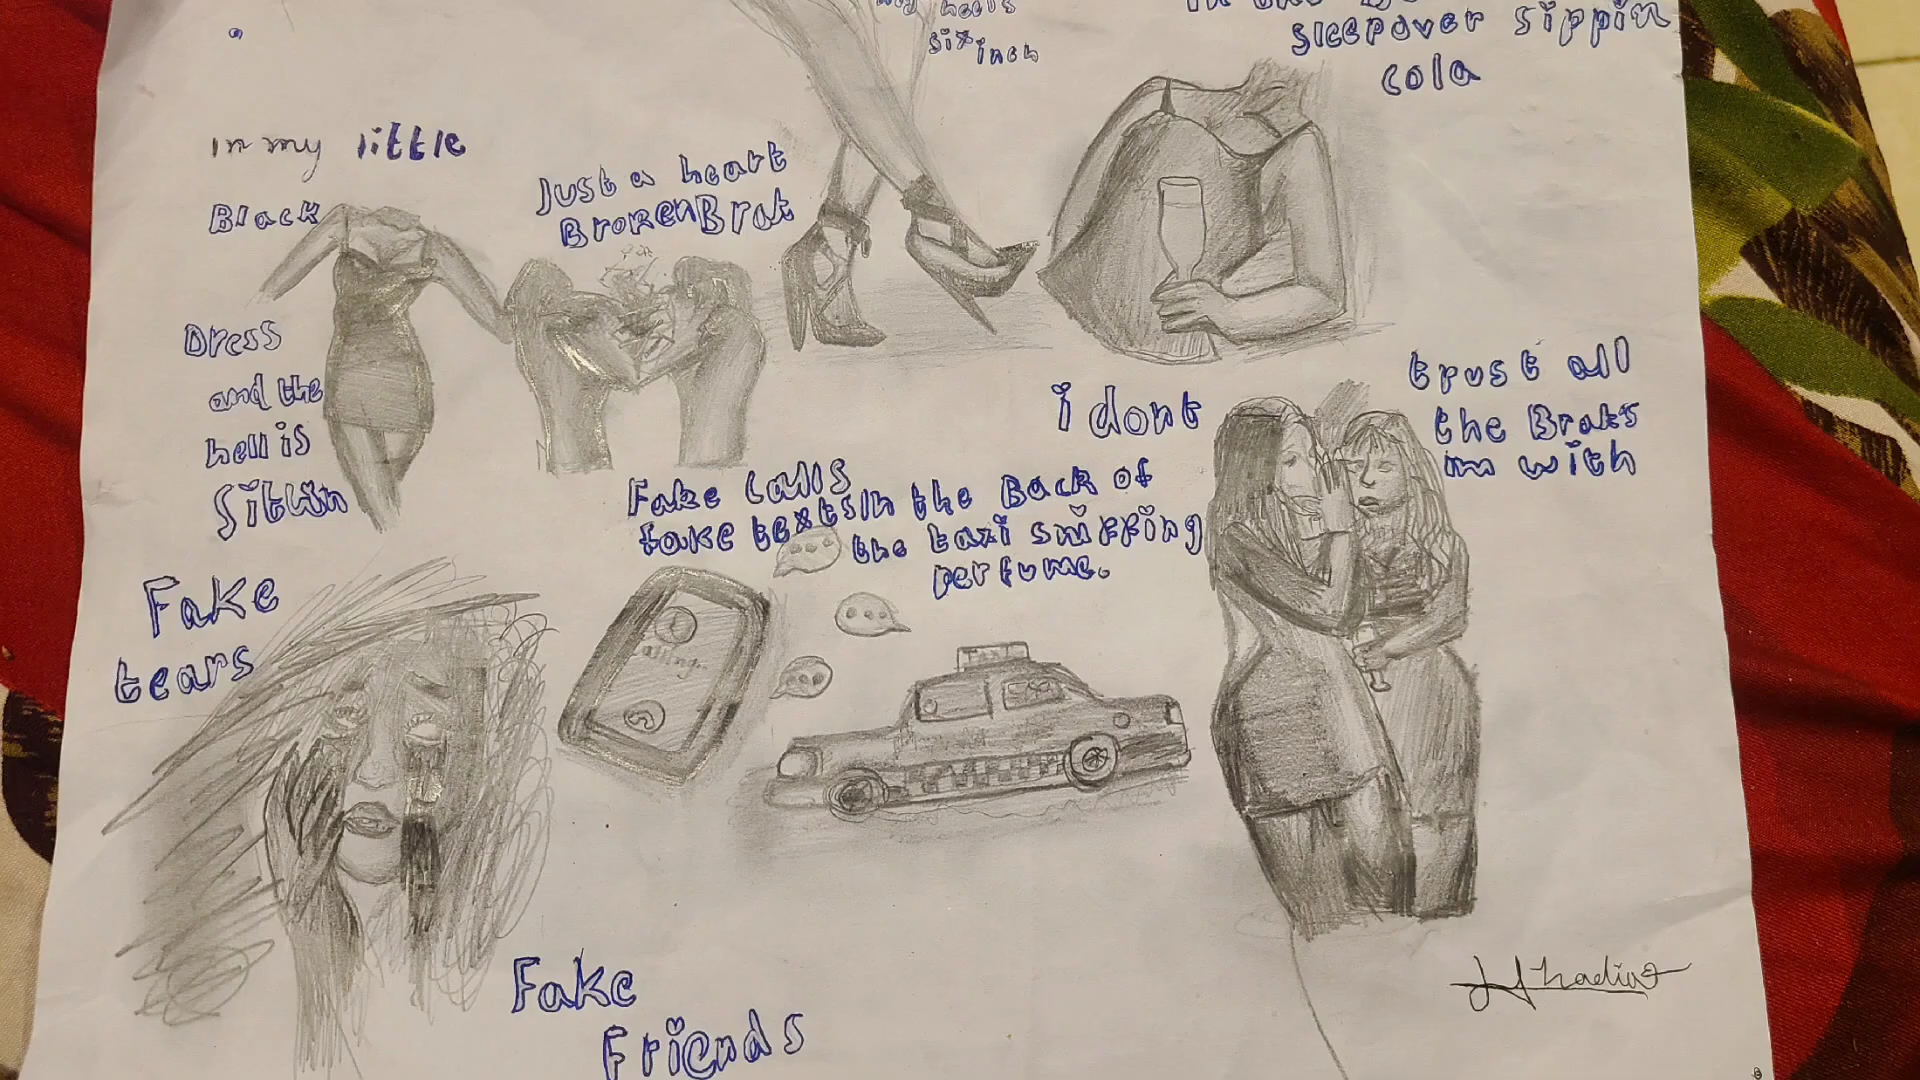 my heels
six
inch
sleepover sippin
cola
in my little
Black
Dress
and the
hell is
Just a heart
BrokenBrat
i dont
trust all
the Brats
im with
Fake calls
fake texts
In the Back of
the taxi sniffing
perfume.
TAXI
Fake
tears
Fake
Friends